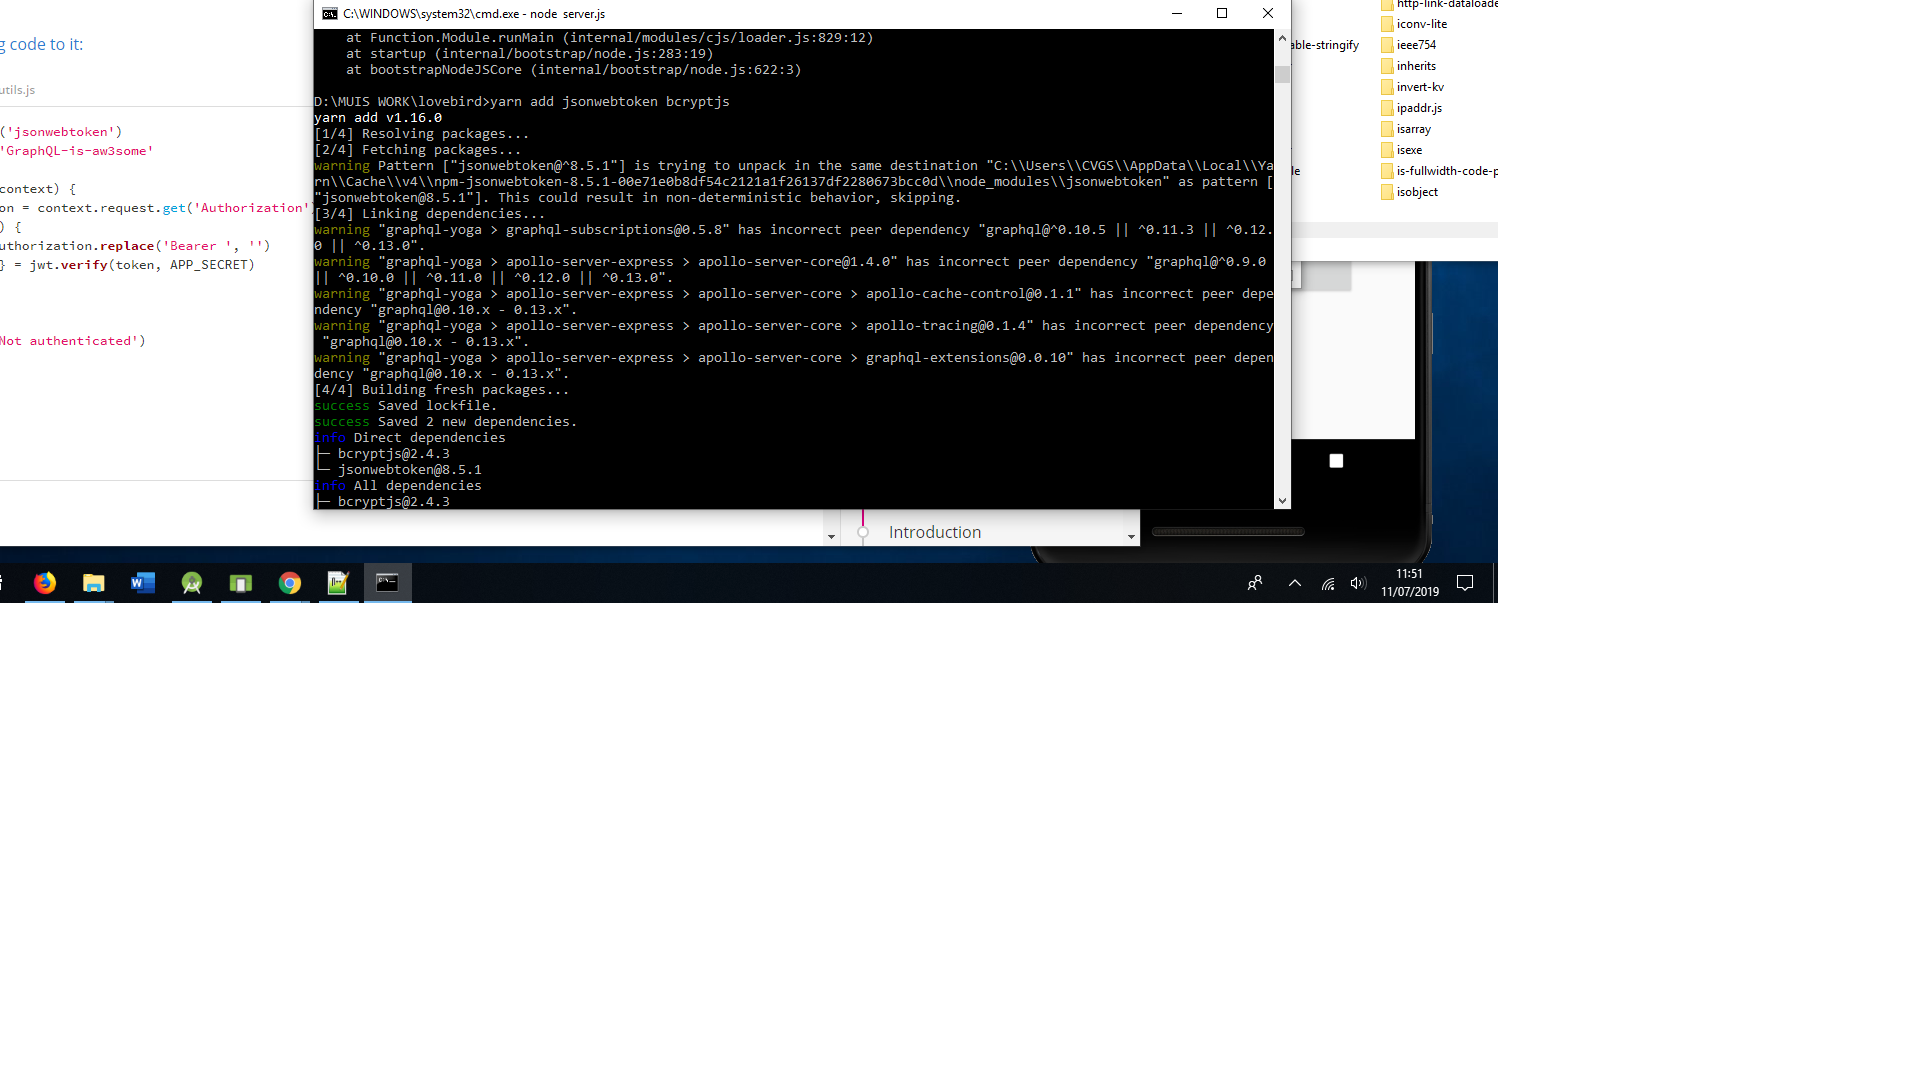 C:\WINDOWS\system32\cmd.exe - node server.js
at Function.Module.runMain (internal/modules/cjs/loader.js:829:12)
at startup (internal/bootstrap/node.js:283:19)
at bootstrapNodeJSCore (internal/bootstrap/node.js:622:3)
D:\MUIS WORK\lovebird>yarn add jsonwebtoken bcryptjs
yarn add v1.16.0
[1/4] Resolving packages...
[2/4] Fetching packages...
warning Pattern ["jsonwebtoken@^8.5.1"] is trying to unpack in the same destination "C:\\Users\\CVGS\\AppData\\Local\\Ya
rn\\Cache\\v4\\npm-jsonwebtoken-8.5.1-00e71e0b8df54c2121a1f26137df2280673bcc0d\\node_modules\\jsonwebtoken" as pattern [
"jsonwebtoken@8.5.1"]. This could result in non-deterministic behavior, skipping.
[3/4] Linking dependencies...
warning "graphql-yoga > graphql-subscriptions@0.5.8" has incorrect peer dependency "graphql@^0.10.5 || ^0.11.3 || ^0.12.
0 || ^0.13.0".
warning "graphql-yoga > apollo-server-express > apollo-server-core@1.4.0" has incorrect peer dependency "graphql@^0.9.0
|| ^0.10.0 || ^0.11.0 || ^0.12.0 || ^0.13.0".
warning "graphql-yoga > apollo-server-express > apollo-server-core > apollo-cache-control@0.1.1" has incorrect peer depe
ndency "graphql@0.10.x - 0.13.x".
warning "graphql-yoga > apollo-server-express > apollo-server-core > apollo-tracing@0.1.4" has incorrect peer dependency
"graphql@0.10.x - 0.13.x".
warning "graphql-yoga > apollo-server-express > apollo-server-core > graphql-extensions@0.0.10" has incorrect peer depen
dency "graphql@0.10.x - 0.13.x".
[4/4] Building fresh packages...
success Saved lockfile.
success Saved 2 new dependencies.
info Direct dependencies
├─ bcryptjs@2.4.3
└─ jsonwebtoken@8.5.1
info All dependencies
├─ bcryptjs@2.4.3
g code to it:
utils.js
('jsonwebtoken')
'GraphQL-is-aw3some'
context) {
on = context.request.get('Authorization'
) {
uthorization.replace('Bearer ', '')
} = jwt.verify(token, APP_SECRET)
Not authenticated')
http-link-dataloade
iconv-lite
able-stringify
ieee754
inherits
invert-kv
ipaddr.js
isarray
isexe
le
is-fullwidth-code-p
isobject
Introduction
11:51
11/07/2019